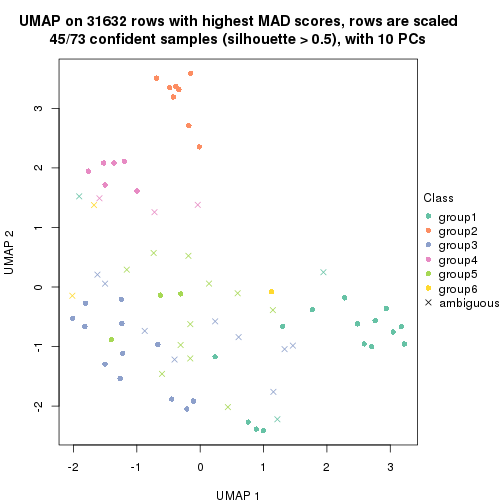 UMAP on 31632 rows with highest MAD scores, rows are scaled
45/73 confident samples (silhouette > 0.5), with 10 PCs
3
2
1
0
-1
-2
UMAP 2
-2 -1 0 1 2 3
UMAP 1
Class
group1
group2
group3
group4
group5
group6
ambiguous